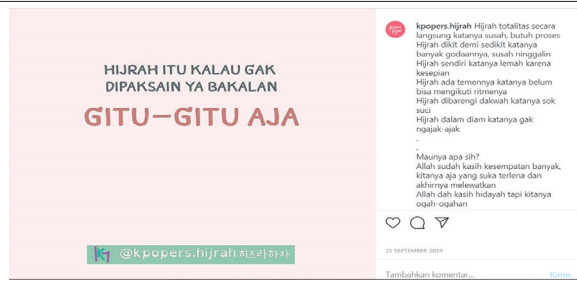 HIJRAH ITU KALAU GAK
DIPAKSAIN YA BAKALAN
GITU-GITU AJA
@kpopers.hijrah 히즈라하자
kpopers.hijrah Hijrah totalitas secara
langsung katanya susah, butuh proses
Hijrah dikit demi sedikit katanya
banyak godaannya, susah ninggalin
Hijrah sendiri katanya lemah karena
kesepian
Hijrah ada temennya katanya belum
bisa mengikuti ritmenya
Hijrah dibarengi dakwah katanya sok
suci
Hijrah dalam diam katanya gak
ngajak-ajak
.
.
Maunya apa sih?
Allah sudah kasih kesempatan banyak,
kitanya aja yang suka terlena dan
akhirnya melewatkan
Allah dah kasih hidayah tapi kitanya
ogah-ogahan
21 SEPTEMBER 2019
Tambahkan komentar...
Kirim